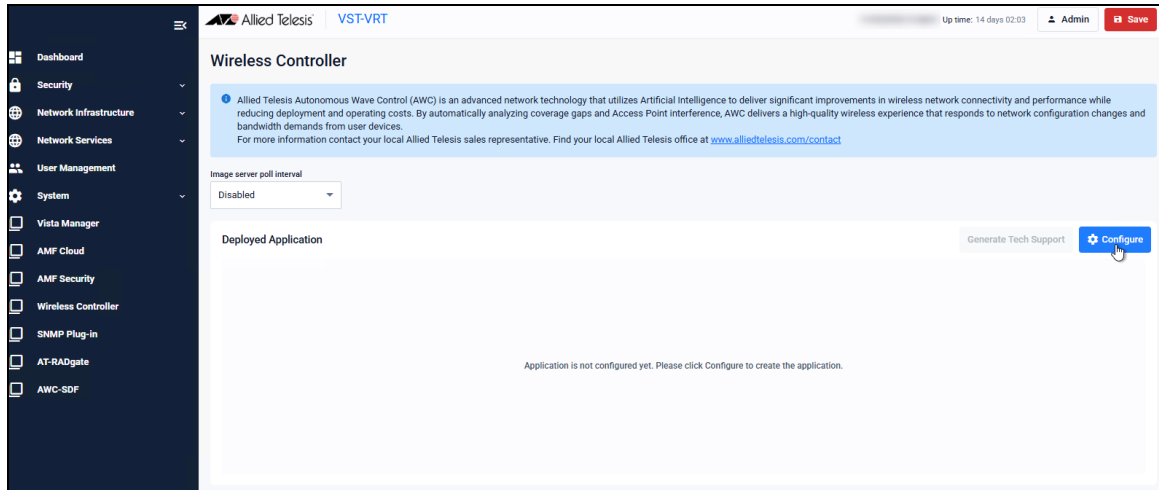 Allied Telesis
VST-VRT
Up time: 14 days 02:03
Admin
Save
Dashboard
Security
Network Infrastructure
Network Services
User Management
System
Vista Manager
AMF Cloud
AMF Security
Wireless Controller
SNMP Plug-in
AT-RADgate
AWC-SDF
Wireless Controller
Allied Telesis Autonomous Wave Control (AWC) is an advanced network technology that utilizes Artificial Intelligence to deliver significant improvements in wireless network connectivity and performance while
reducing deployment and operating costs. By automatically analyzing coverage gaps and Access Point interference, AWC delivers a high-quality wireless experience that responds to network configuration changes and
bandwidth demands from user devices.
For more information contact your local Allied Telesis sales representative. Find your local Allied Telesis office at www.alliedtelesis.com/contact
Image server poll interval
Disabled
Deployed Application
Generate Tech Support
Configure
Application is not configured yet. Please click Configure to create the application.